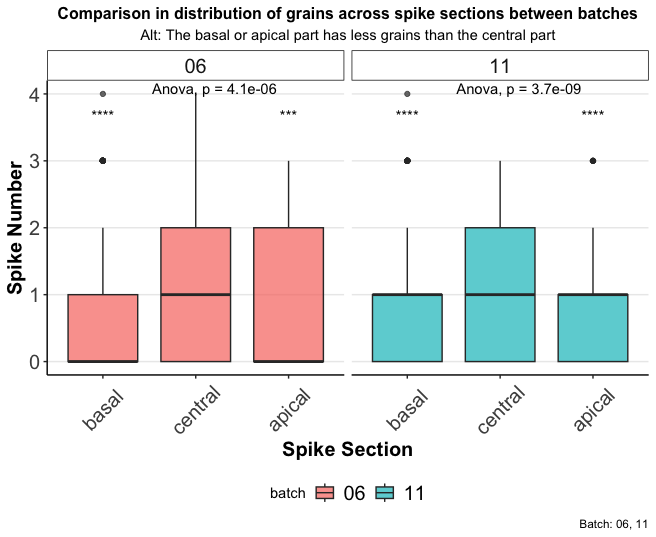 Comparison in distribution of grains across spike sections between batches
Alt: The basal or apical part has less grains than the central part
06 11
Anova, p = 4.1e-06 Anova, p = 3.7e-09
**** *** **** ****
Spike Number
4
3
2
1
0
basal central apical basal central apical
Spike Section
batch 06 11
Batch: 06, 11